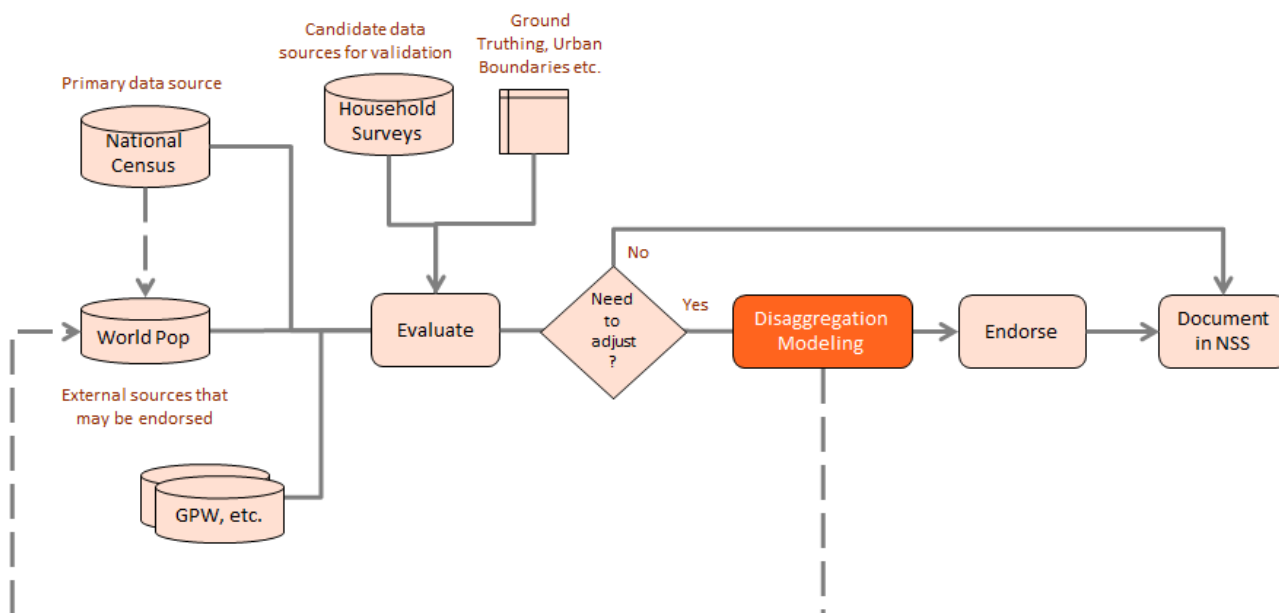 Candidate data
sources for validation
Ground
Truthing, Urban
Boundaries etc.
Primary data source
Household
Surveys
National
Census
No
Need
to
adjust
?
Yes
World Pop
Evaluate
Disaggregation
Modeling
Endorse
Document
in NSS
External sources that
may be endorsed
GPW, etc.